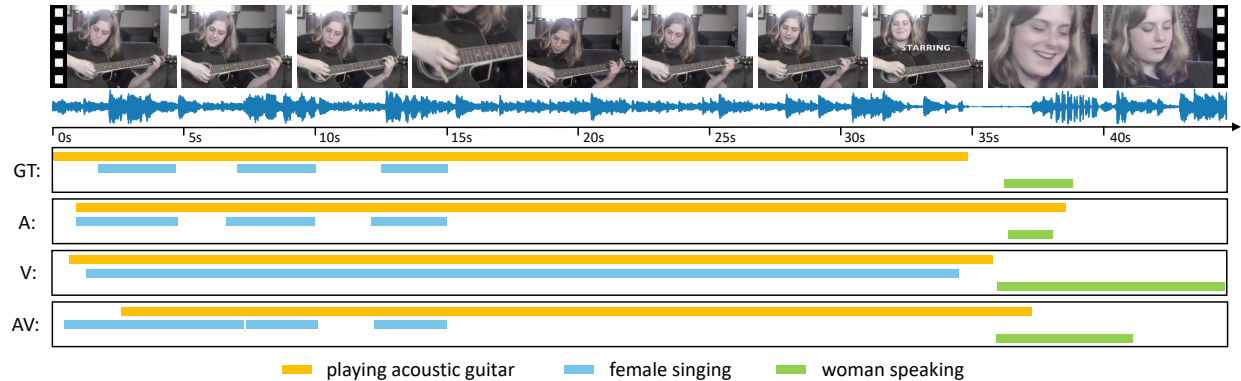 STARRING
0s 5s 10s 15s 20s 25s 30s 35s 40s
GT:
A:
V:
AV:
playing acoustic guitar female singing woman speaking